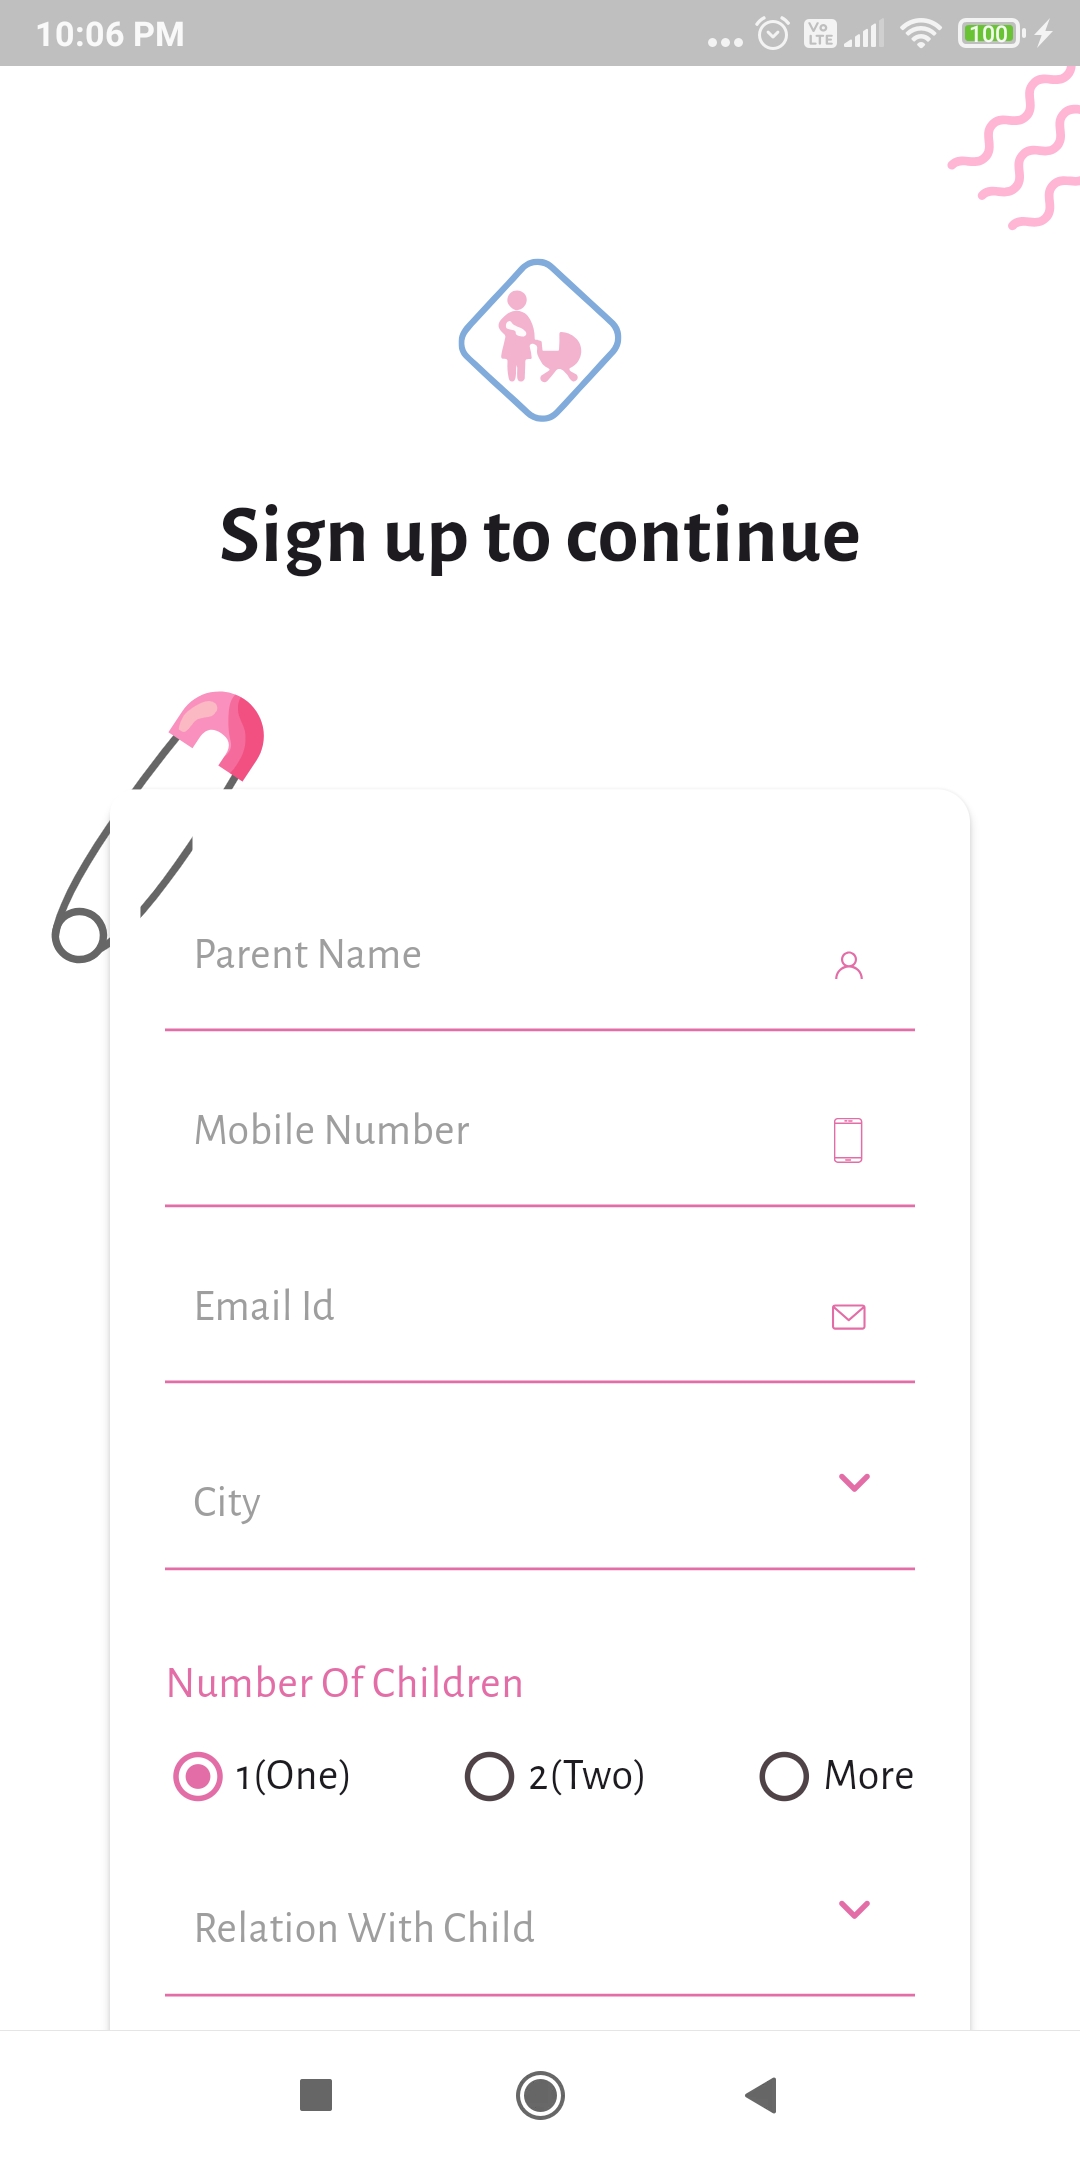 10:06 PM
Vo
LTE
100
Sign up to continue
Parent Name
Mobile Number
Email Id
City
Number Of Children
1(One) 2(Two) More
Relation With Child